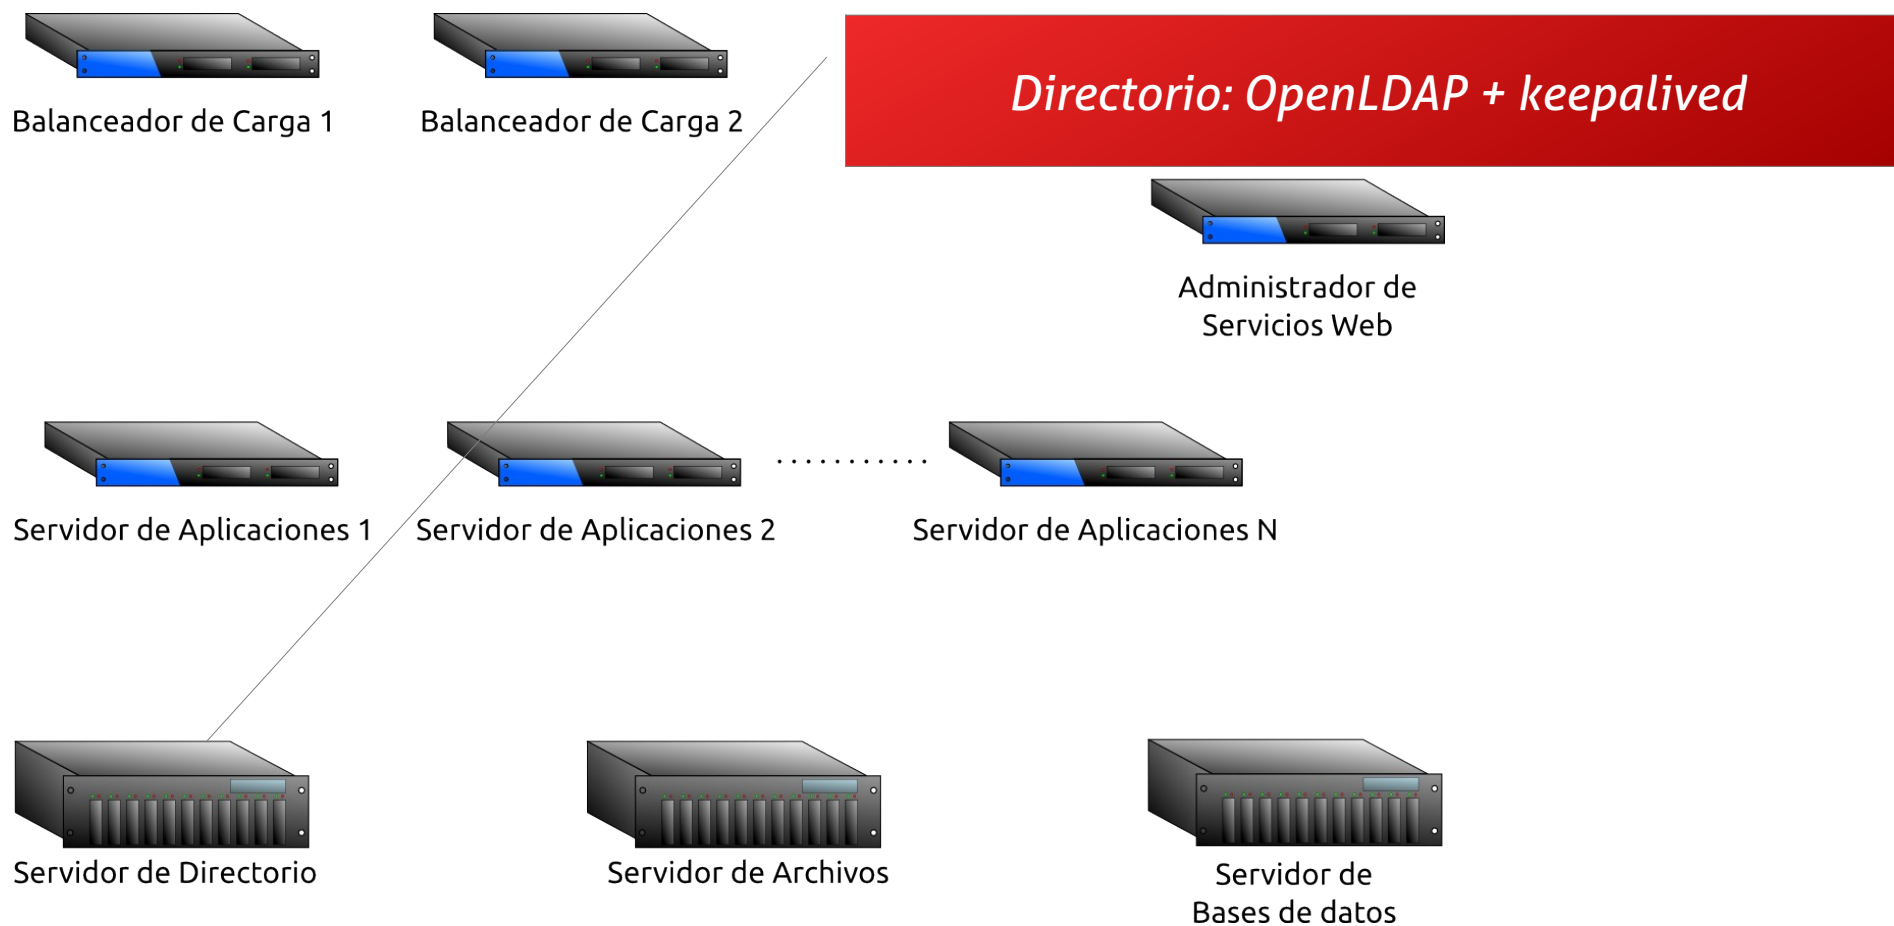 Directorio: OpenLDAP + keepalived
Balanceador de Carga 1
Balanceador de Carga 2
Administrador de
Servicios Web
Servidor de Aplicaciones 1
Servidor de Aplicaciones 2
...........
Servidor de Aplicaciones N
Servidor de Directorio
Servidor de Archivos
Servidor de
Bases de datos